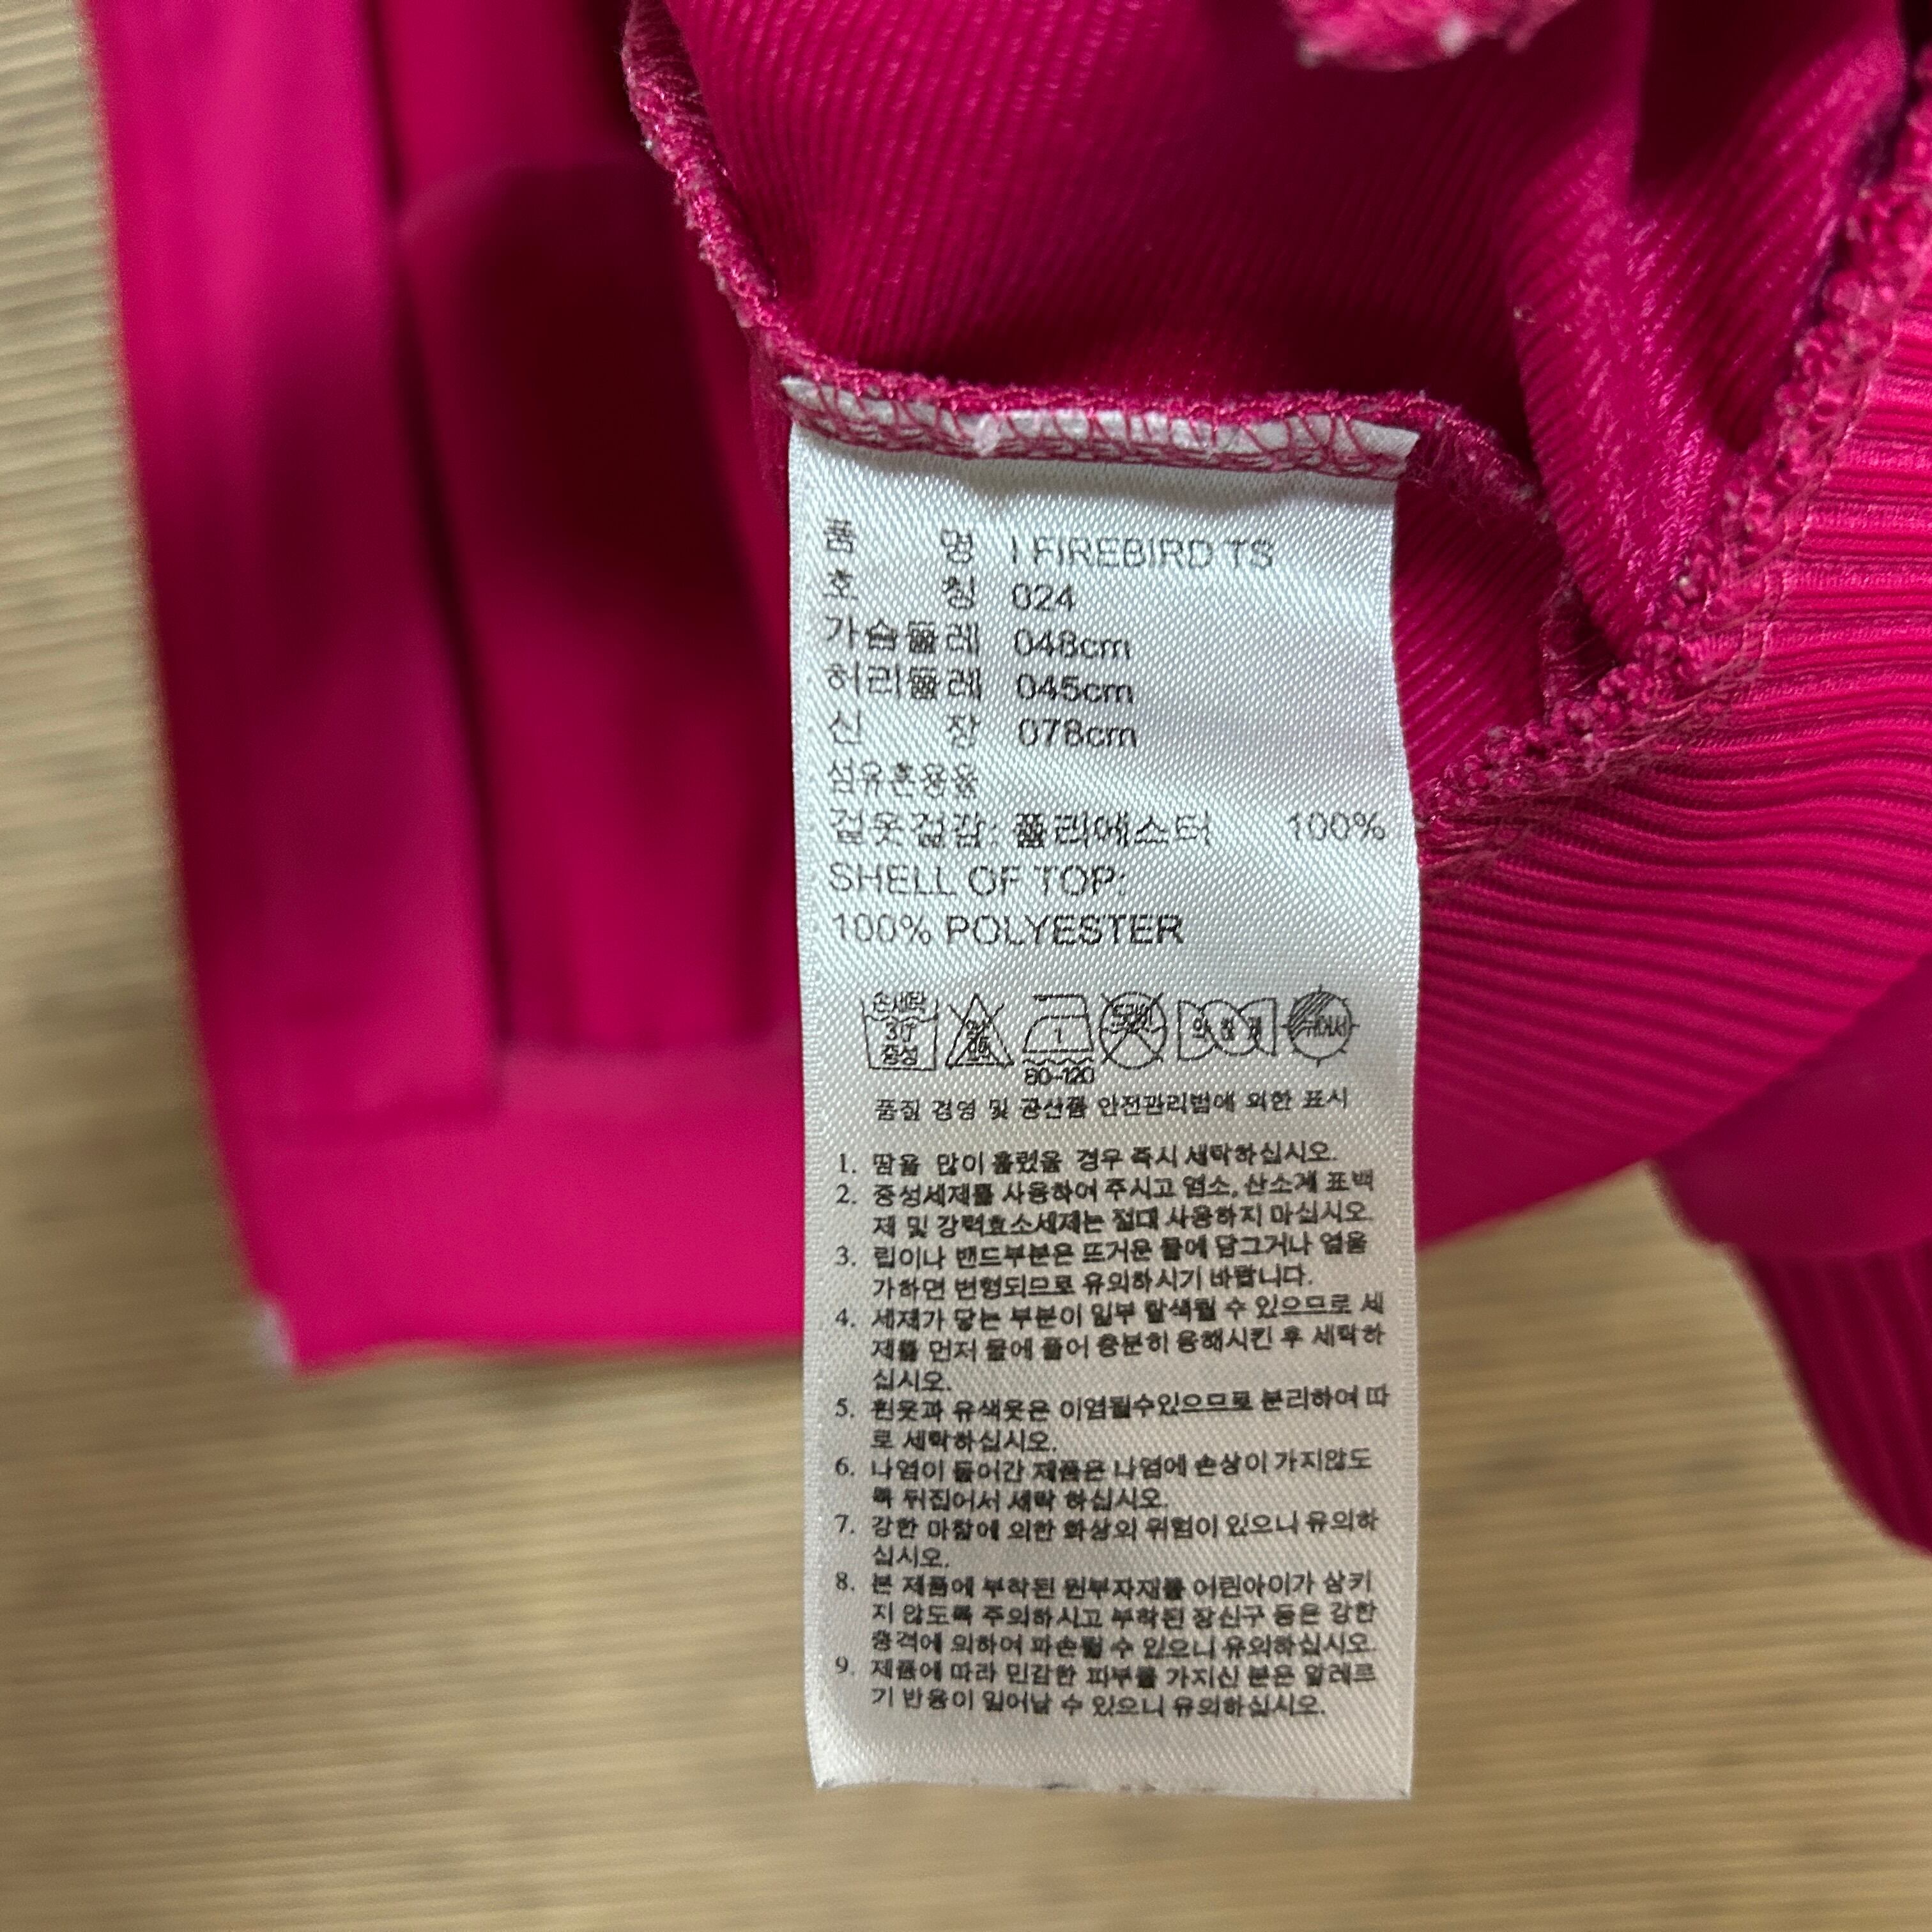 품 명 I FIREBIRD TS
호 칭 024
가슴둘레 048cm
허리둘레 045cm
신 장 078cm
섬유혼용율
겉옷겉감: 폴리에스터 100%
SHELL OF TOP:
100% POLYESTER
손세탁
30
중성
1
80~120
드라이
약하게
뉘어서
품질 경영 및 공산품 안전관리법에 의한 표시
1. 땀을 많이 흘렸을 경우 즉시 세탁하십시오.
2. 중성세제를 사용하여 주시고 염소, 산소계 표백
제 및 강력효소세제는 절대 사용하지 마십시오.
3. 립이나 밴드부분은 뜨거운 물에 담그거나 열을
가하면 변형되므로 유의하시기 바랍니다.
4. 세제가 닿는 부분이 일부 탈색될 수 있으므로 세
제를 먼저 물에 풀어 충분히 용해시킨 후 세탁하
십시오.
5. 흰옷과 유색옷은 이염될수있으므로 분리하여 따
로 세탁하십시오.
6. 나염이 들어간 제품은 나염에 손상이 가지않도
록 뒤집어서 세탁 하십시오.
7. 강한 마찰에 의한 화상의 위험이 있으니 유의하
십시오.
8. 본 제품에 부착된 원부자재를 어린아이가 삼키
지 않도록 주의하시고 부착된 장신구 등은 강한
충격에 의하여 파손될 수 있으니 유의하십시오.
9. 제품에 따라 민감한 피부를 가지신 분은 알레르
기 반응이 일어날 수 있으니 유의하십시오.